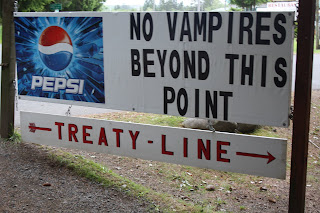 PEPSI
NO VAMPIRES
BEYOND THIS
POINT
TREATY-LINE